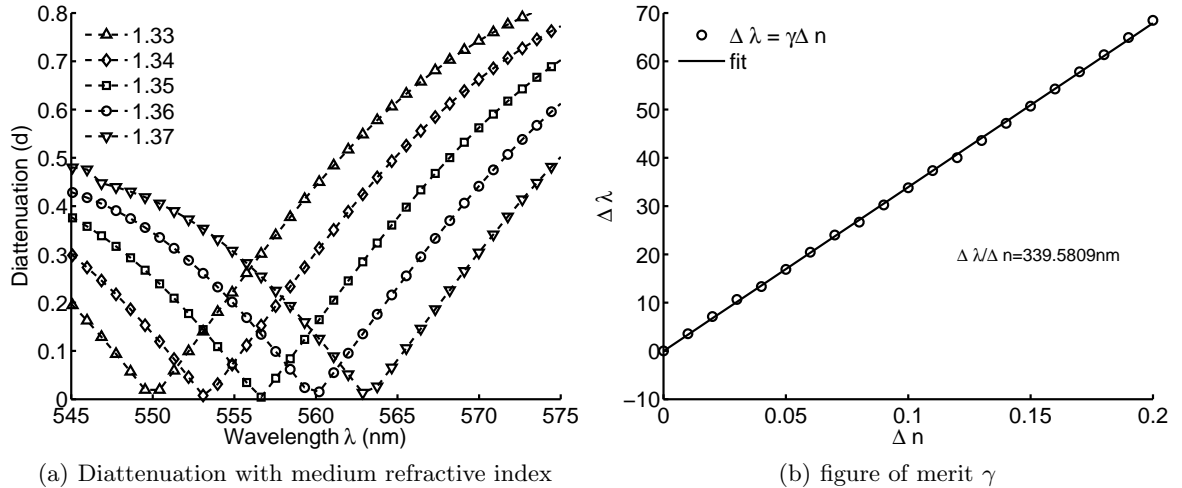 0.8
0.7
0.6
0.5
0.4
0.3
0.2
0.1
0
Diattenuation (d)
1.33
1.34
1.35
1.36
1.37
545 550 555 560 565 570 575
Wavelength λ (nm)
(a) Diattenuation with medium refractive index
70
60
50
40
30
20
10
0
−10
Δ λ
Δ λ = γΔ n
fit
Δ λ/Δ n=339.5809nm
0 0.05 0.1 0.15 0.2
Δ n
(b) figure of merit γ